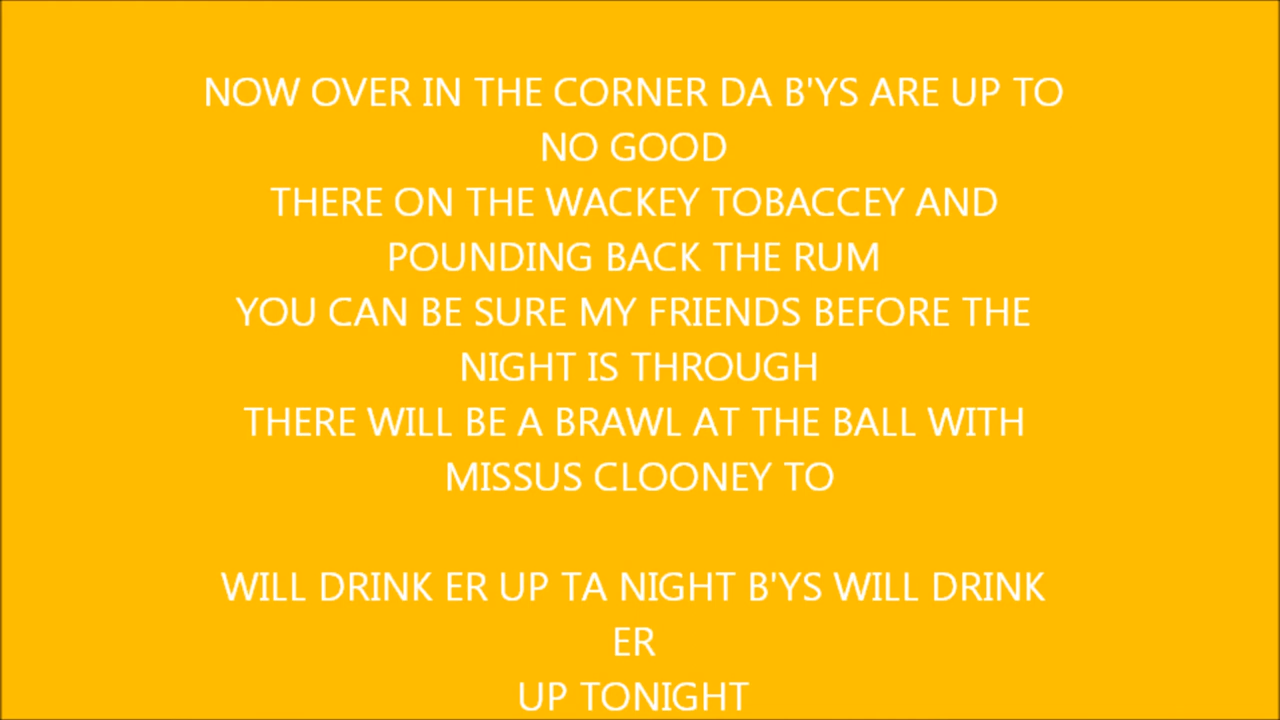 NOW OVER IN THE CORNER DA B'YS ARE UP TO
NO GOOD
THERE ON THE WACKEY TOBACCEY AND
POUNDING BACK THE RUM
YOU CAN BE SURE MY FRIENDS BEFORE THE
NIGHT IS THROUGH
THERE WILL BE A BRAWL AT THE BALL WITH
MISSUS CLOONEY TO
WILL DRINK ER UP TA NIGHT B'YS WILL DRINK
ER
UP TONIGHT